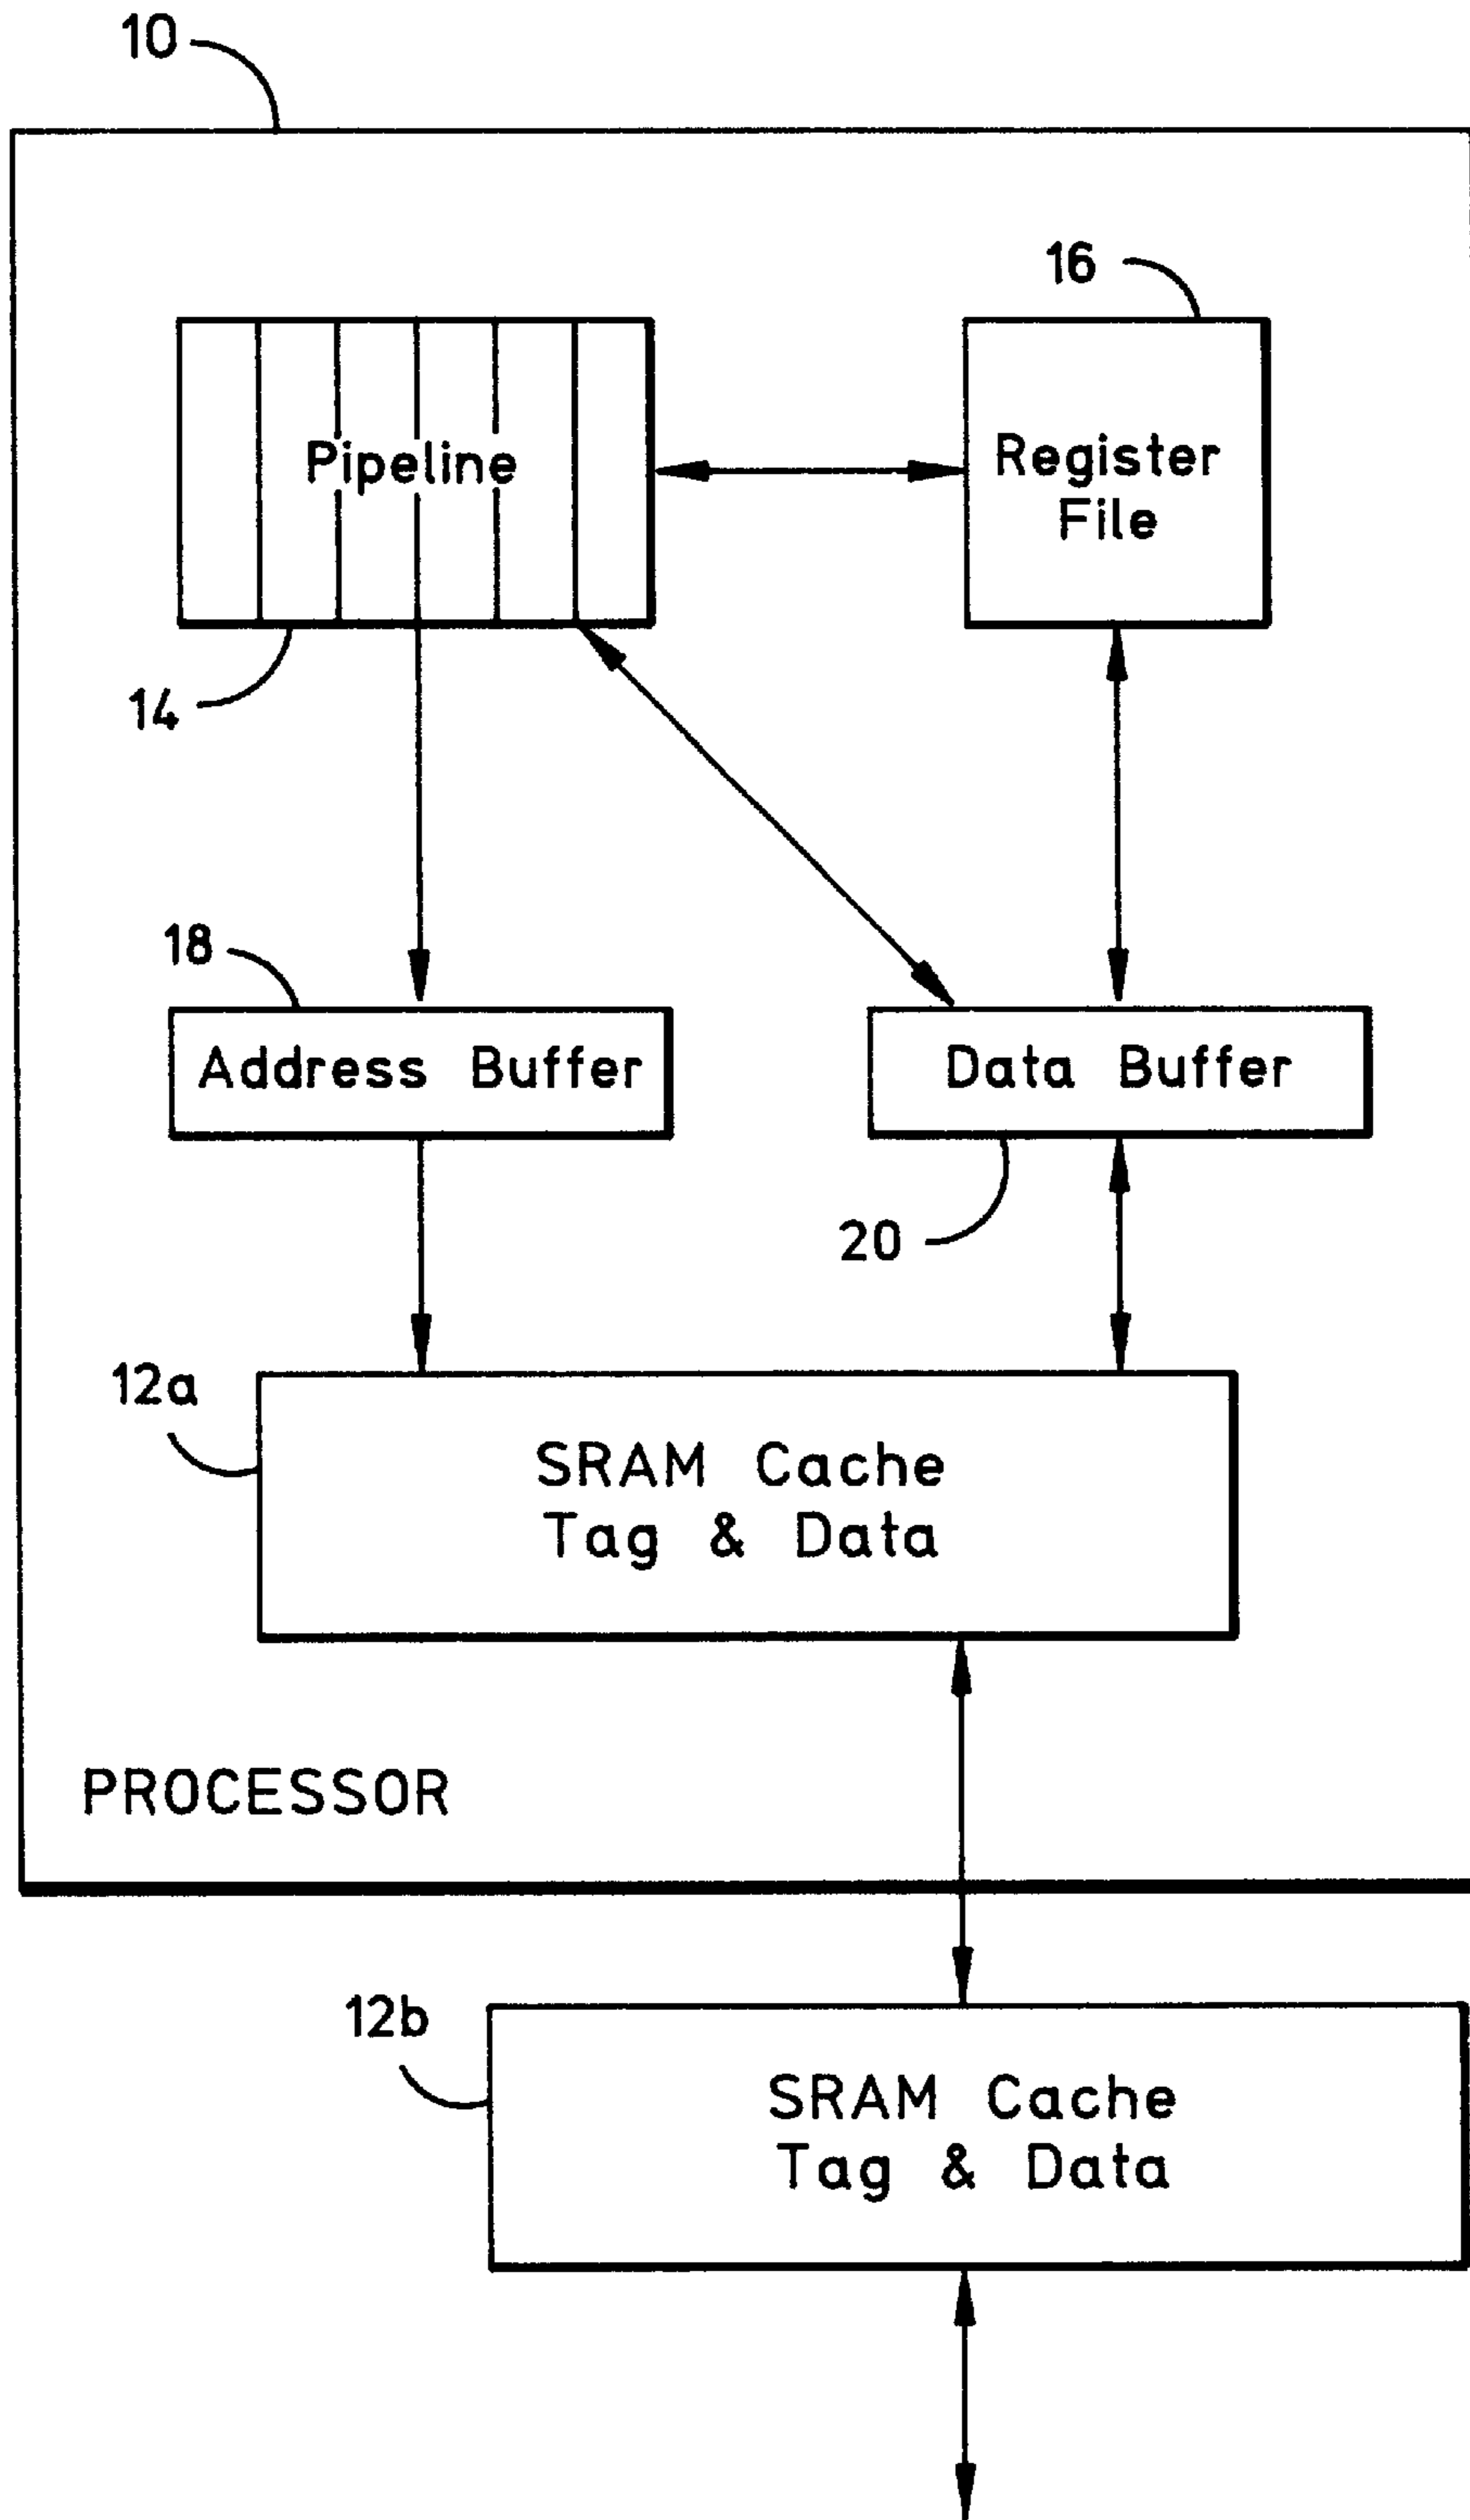 10
16
Pipeline
Register
File
14
18
Address Buffer
Data Buffer
20
12a
SRAM Cache
Tag & Data
PROCESSOR
12b
SRAM Cache
Tag & Data